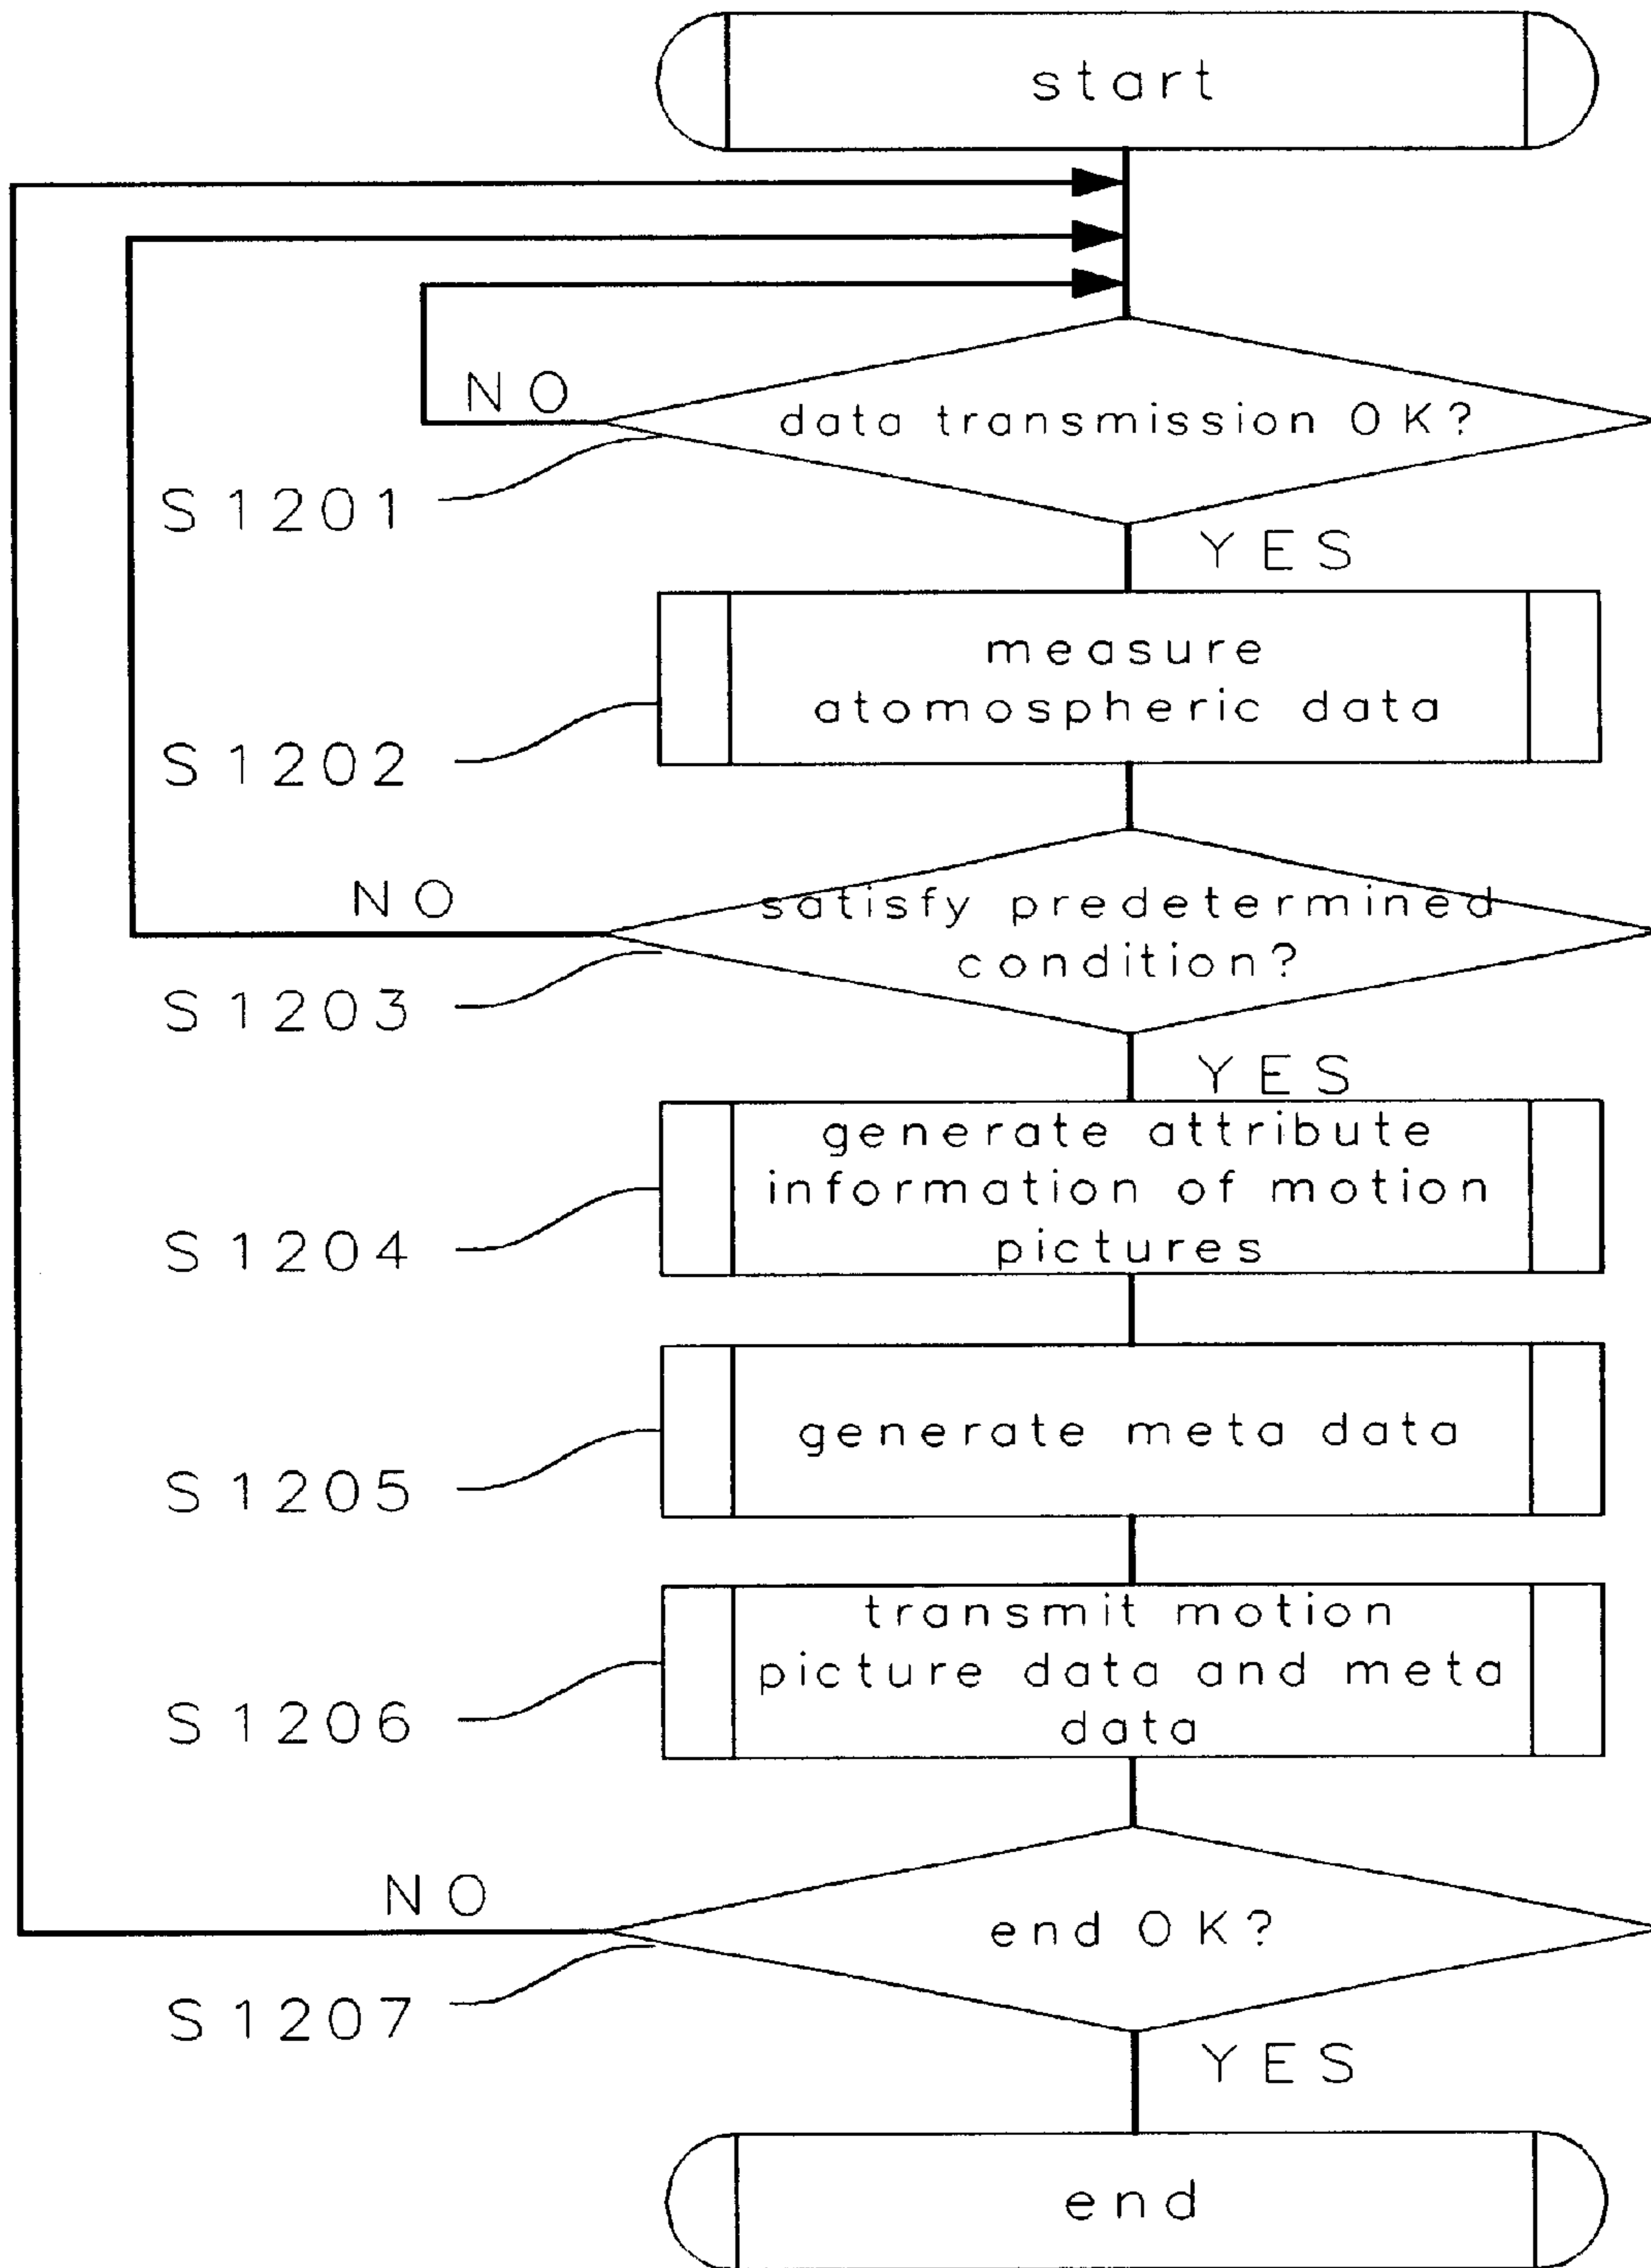 start
NO
data transmission OK?
S1201
YES
measure
atomospheric data
S1202
NO
satisfy predetermined
condition?
S1203
YES
generate attribute
information of motion
pictures
S1204
generate meta data
S1205
transmit motion
picture data and meta
data
S1206
NO
end OK?
S1207
YES
end